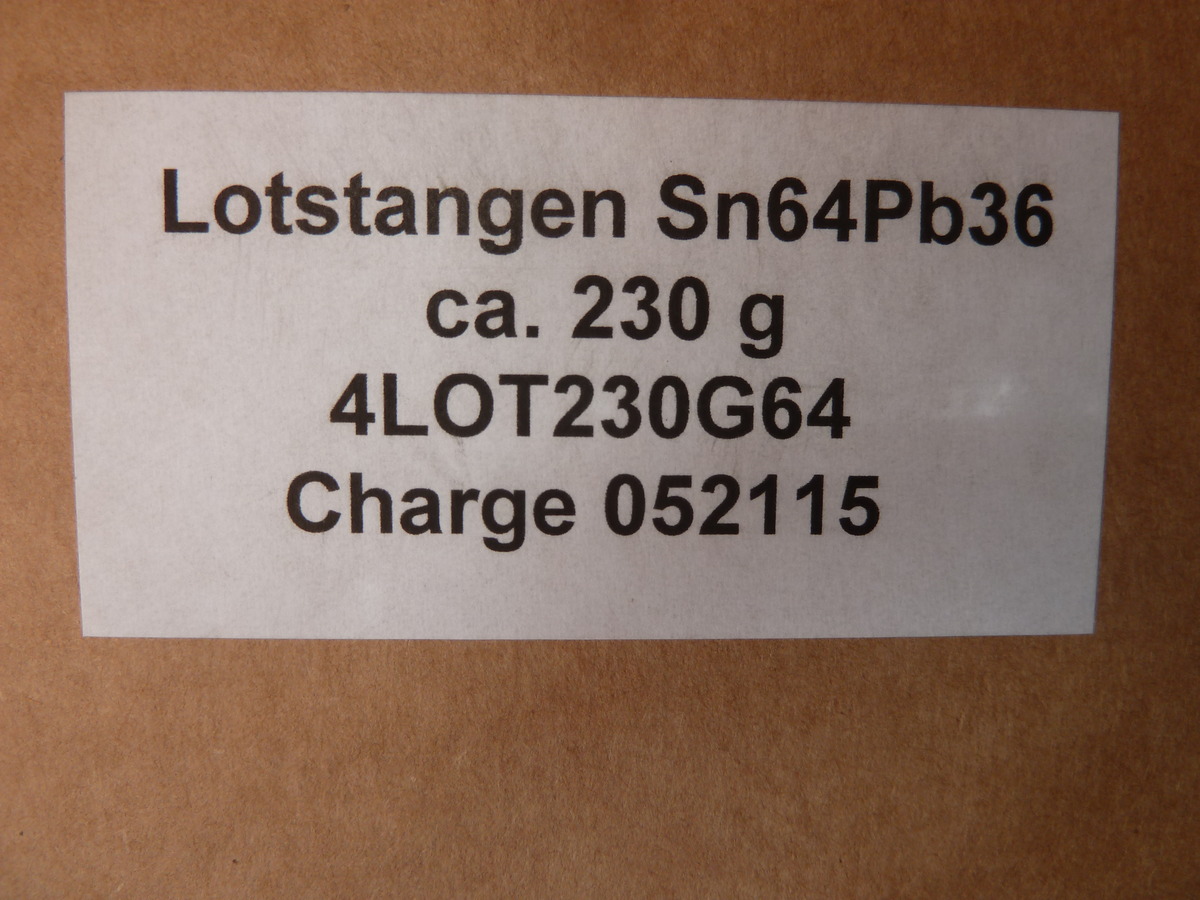 Lotstangen Sn64Pb36
ca. 230 g
4LOT230G64
Charge 052115